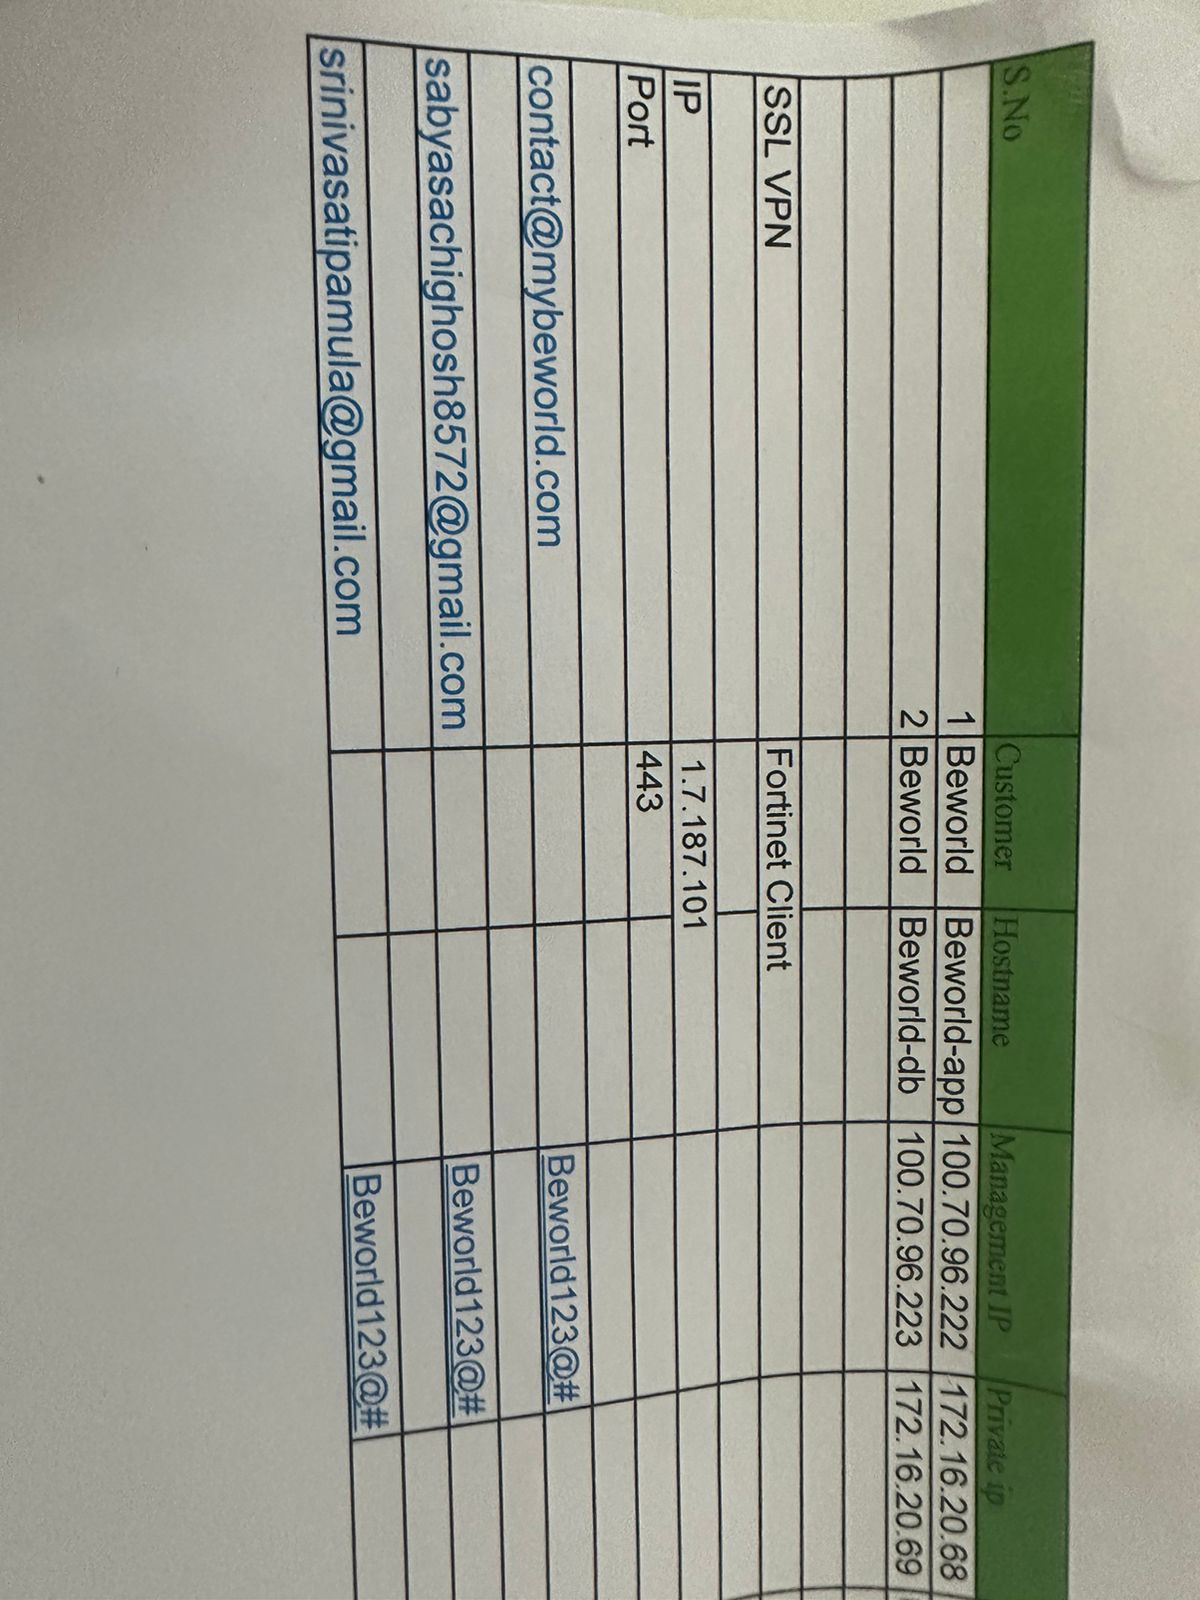 S.No Customer Hostname Management IP Private ip
1 Beworld Beworld-app 100.70.96.222 172.16.20.68
2 Beworld Beworld-db 100.70.96.223 172.16.20.69
SSL VPN Fortinet Client
IP 1.7.187.101
Port 443
contact@mybeworld.com Beworld123@#
sabyasachighosh8572@gmail.com Beworld123@#
srinivasatipamula@gmail.com Beworld123@#